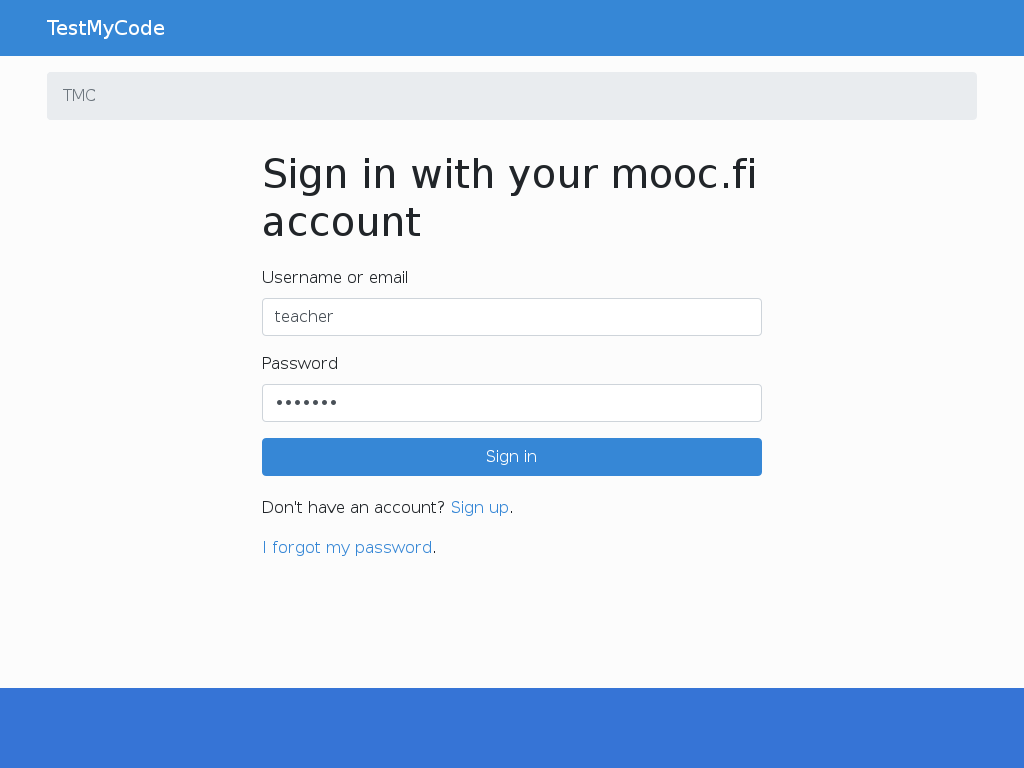 TestMyCode
TMC
Sign in with your mooc.fi
account
Username or email
teacher
Password
•••••••
Sign in
Don't have an account? Sign up.
I forgot my password.